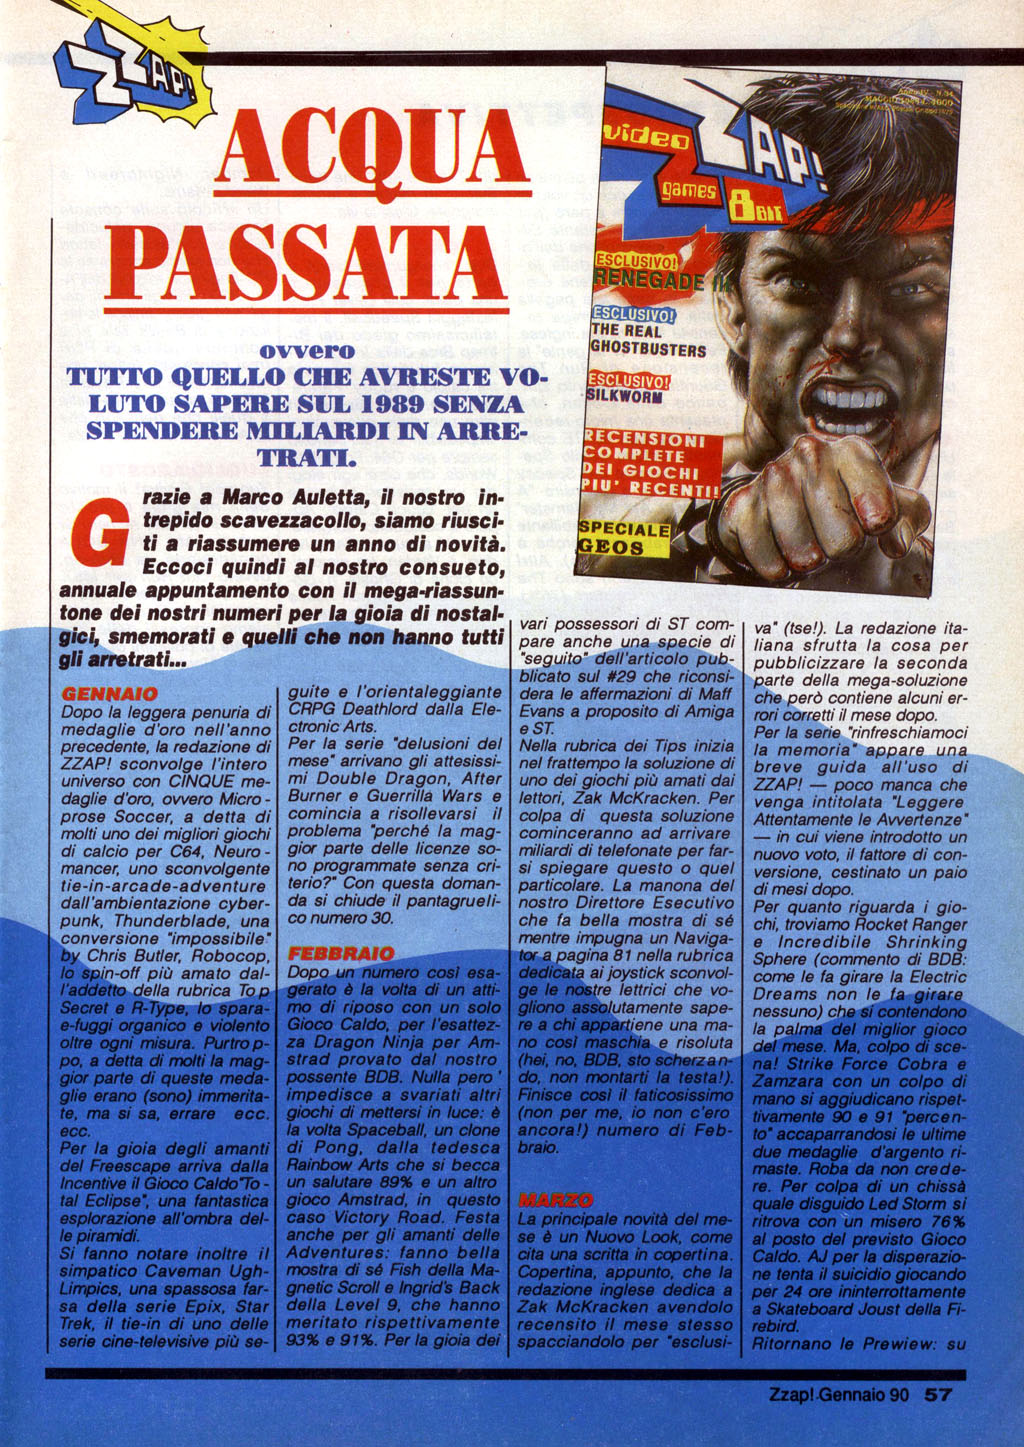 ZZAP!
ACQUA
PASSATA
ovvero
TUTTO QUELLO CHE AVRESTE VO-
LUTO SAPERE SUL 1989 SENZA
SPENDERE MILIARDI IN ARRE-
TRATI.
Grazie a Marco Auletta, il nostro in-
trepido scavezzacollo, siamo riusci-
ti a riassumere un anno di novità.
Eccoci quindi al nostro consueto,
annuale appuntamento con il mega-riassun-
tone dei nostri numeri per la gioia di nostal-
gici, smemorati e quelli che non hanno tutti
gli arretrati...
video
games
ZZAP!
8 BIT
MAGGIO 1989 L. 4000
ESCLUSIVO!
RENEGADE III
ESCLUSIVO!
THE REAL
GHOSTBUSTERS
ESCLUSIVO!
SILKWORM
RECENSIONI
COMPLETE
DEI GIOCHI
PIU' RECENTI!
SPECIALE
GEOS
GENNAIO
Dopo la leggera penuria di
medaglie d'oro nell'anno
precedente, la redazione di
ZZAP! sconvolge l'intero
universo con CINQUE me-
daglie d'oro, ovvero Micro-
prose Soccer, a detta di
molti uno dei migliori giochi
di calcio per C64, Neuro-
mancer, uno sconvolgente
tie-in-arcade-adventure
dall'ambientazione cyber-
punk, Thunderblade, una
conversione "impossibile"
by Chris Butler, Robocop,
lo spin-off più amato dal-
l'addetto della rubrica Top
Secret e R-Type, lo spara-
e-fuggi organico e violento
oltre ogni misura. Purtrop-
po, a detta di molti la mag-
gior parte di queste meda-
glie erano (sono) immerita-
te, ma si sa, errare ecc.
ecc.
Per la gioia degli amanti
del Freescape arriva dalla
Incentive il Gioco Caldo"To-
tal Eclipse", una fantastica
esplorazione all'ombra del-
le piramidi.
Si fanno notare inoltre il
simpatico Caveman Ugh-
Limpics, una spassosa far-
sa della serie Epix, Star
Trek, il tie-in di uno delle
serie cine-televisive più se-
guite e l'orientaleggiante
CRPG Deathlord dalla Ele-
ctronic Arts.
Per la serie "delusioni del
mese" arrivano gli attesissi-
mi Double Dragon, After
Burner e Guerrilla Wars e
comincia a risollevarsi il
problema "perché la mag-
gior parte delle licenze so-
no programmate senza cri-
terio?" Con questa doman-
da si chiude il pantagrueli-
co numero 30.
FEBBRAIO
Dopo un numero così esa-
gerato è la volta di un atti-
mo di riposo con un solo
Gioco Caldo, per l'esattez-
za Dragon Ninja per Am-
strad provato dal nostro
possente BDB. Nulla pero '
impedisce a svariati altri
giochi di mettersi in luce: è
la volta Spaceball, un clone
di Pong, dalla tedesca
Rainbow Arts che si becca
un salutare 89% e un altro
gioco Amstrad, in questo
caso Victory Road. Festa
anche per gli amanti delle
Adventures: fanno bella
mostra di sé Fish della Ma-
gnetic Scroll e Ingrid's Back
della Level 9, che hanno
meritato rispettivamente
93% e 91%. Per la gioia dei
vari possessori di ST com-
pare anche una specie di
"seguito" dell'articolo pub-
blicato sul #29 che riconsi-
dera le affermazioni di Maff
Evans a proposito di Amiga
e ST.
Nella rubrica dei Tips inizia
nel frattempo la soluzione di
uno dei giochi più amati dai
lettori, Zak McKracken. Per
colpa di questa soluzione
cominceranno ad arrivare
miliardi di telefonate per far-
si spiegare questo o quel
particolare. La manona del
nostro Direttore Esecutivo
che fa bella mostra di sé
mentre impugna un Naviga-
tor a pagina 81 nella rubrica
dedicata ai joystick sconvol-
ge le nostre lettrici che vo-
gliono assolutamente sape-
re a chi appartiene una ma-
no così maschia e risoluta
(hei, no, BDB, sto scherzan-
do, non montarti la testa!).
Finisce così il faticosissimo
(non per me, io non c'ero
ancora!) numero di Feb-
braio.
MARZO
La principale novità del me-
se è un Nuovo Look, come
cita una scritta in copertina.
Copertina, appunto, che la
redazione inglese dedica a
Zak McKracken avendolo
recensito il mese stesso
spacciandolo per "esclusi-
va" (tse!). La redazione ita-
liana sfrutta la cosa per
pubblicizzare la seconda
parte della mega-soluzione
che però contiene alcuni er-
rori corretti il mese dopo.
Per la serie "rinfreschiamoci
la memoria" appare una
breve guida all'uso di
ZZAP! — poco manca che
venga intitolata "Leggere
Attentamente le Avvertenze"
— in cui viene introdotto un
nuovo voto, il fattore di con-
versione, cestinato un paio
di mesi dopo.
Per quanto riguarda i gio-
chi, troviamo Rocket Ranger
e Incredibile Shrinking
Sphere (commento di BDB:
come le fa girare la Electric
Dreams non le fa girare
nessuno) che si contendono
la palma del miglior gioco
del mese. Ma, colpo di sce-
na! Strike Force Cobra e
Zamzara con un colpo di
mano si aggiudicano rispet-
tivamente 90 e 91 "percen-
to" accaparrandosi le ultime
due medaglie d'argento ri-
maste. Roba da non crede-
re. Per colpa di un chissà
quale disguido Led Storm si
ritrova con un misero 76%
al posto del previsto Gioco
Caldo. AJ per la disperazio-
ne tenta il suicidio giocando
per 24 ore ininterrottamente
a Skateboard Joust della Fi-
rebird.
Ritornano le Prewiew: su
Zzap! Gennaio 90 57